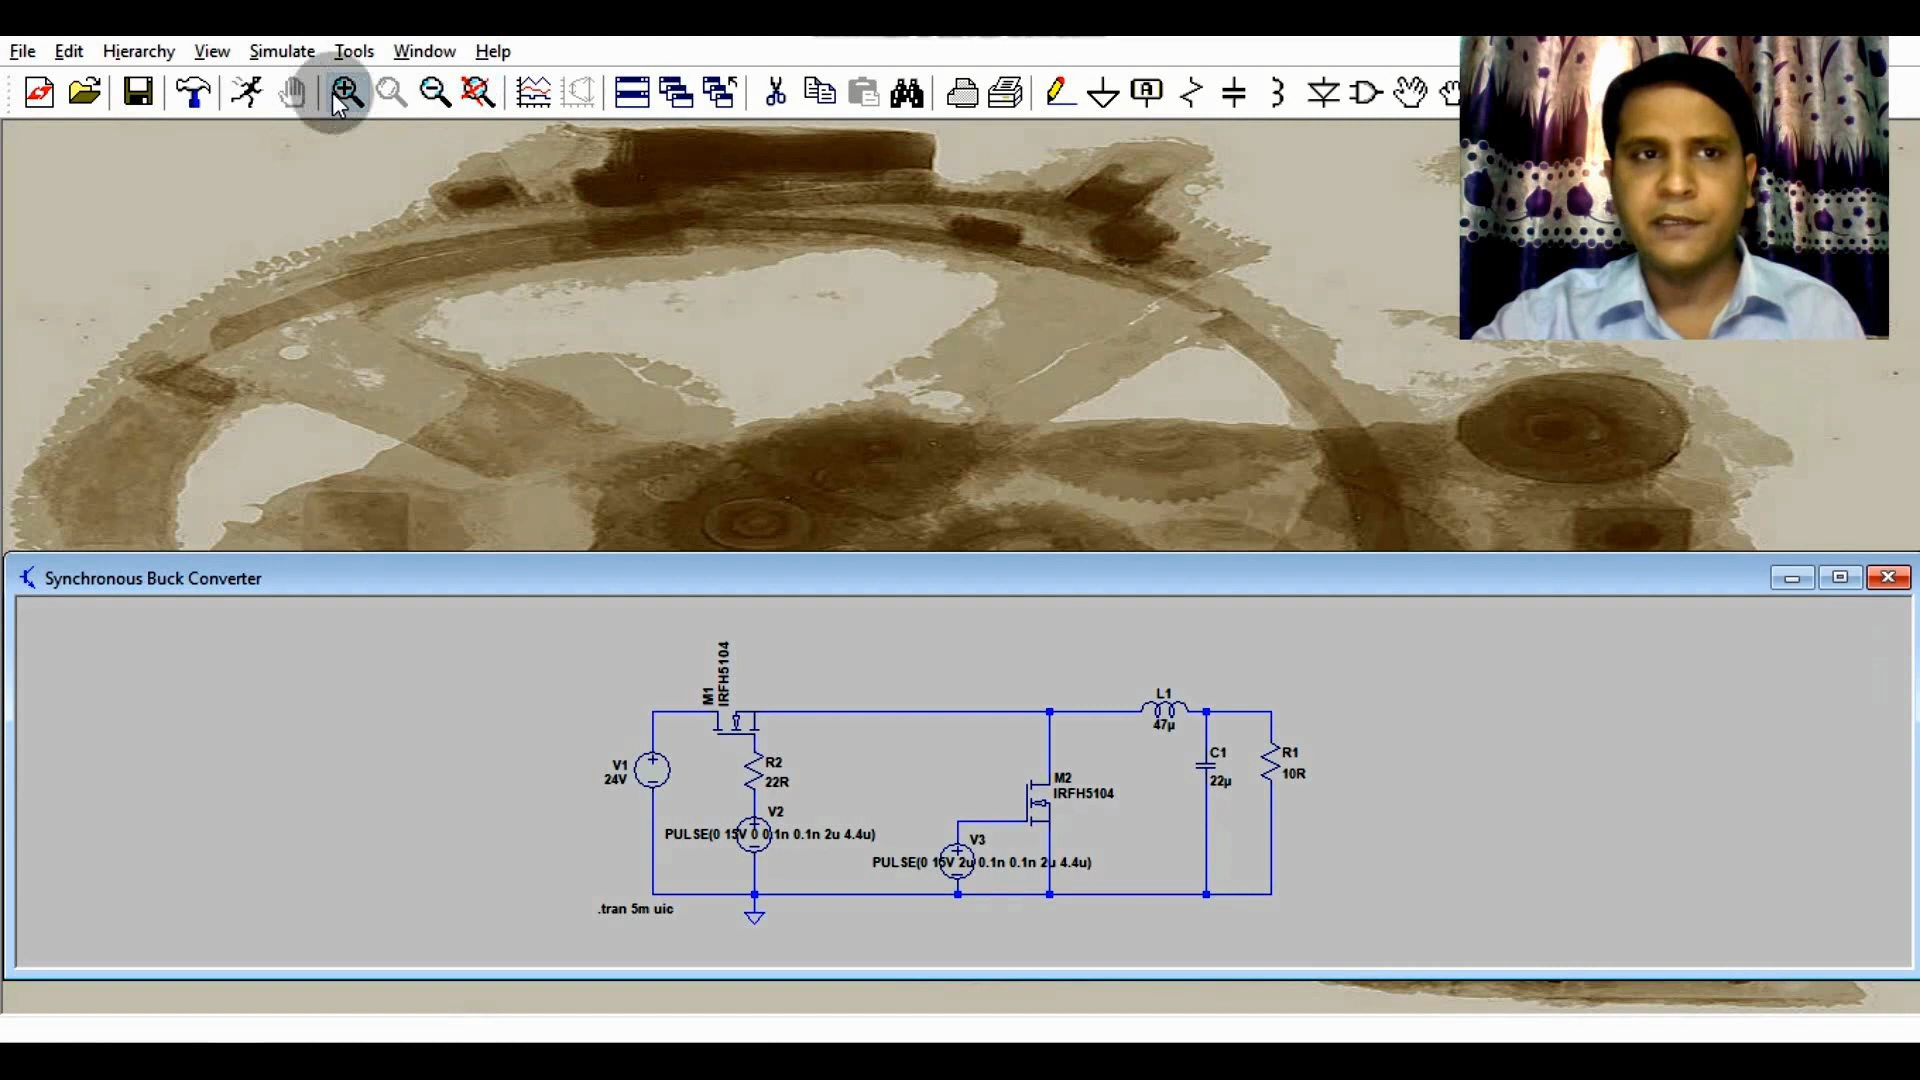 File Edit Hierarchy View Simulate Tools Window Help
A
Synchronous Buck Converter
M1
IRFH5104
L1
47µ
V1
24V
R2
22R
C1
22µ
R1
10R
M2
IRFH5104
V2
PULSE(0 15V 0 0.1n 0.1n 2u 4.4u)
V3
PULSE(0 15V 2u 0.1n 0.1n 2u 4.4u)
.tran 5m uic